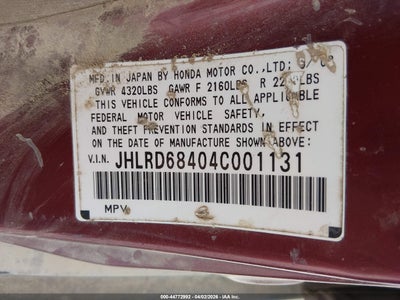 MFD.IN JAPAN BY HONDA MOTOR CO.,LTD;
GVWR 4320LBS GAWR F 2160LBS R
THIS VEHICLE CONFORMS TO ALL APPLICABLE
FEDERAL MOTOR VEHICLE SAFETY,
AND THEFT PREVENTION STANDARDS IN EFFECT
ON THE DATE OF MANUFACTURE SHOWN ABOVE:
V.I.N. JHLRD68404C001131
MPV
000-44772992 - 04/02/2026 - IAA Inc.